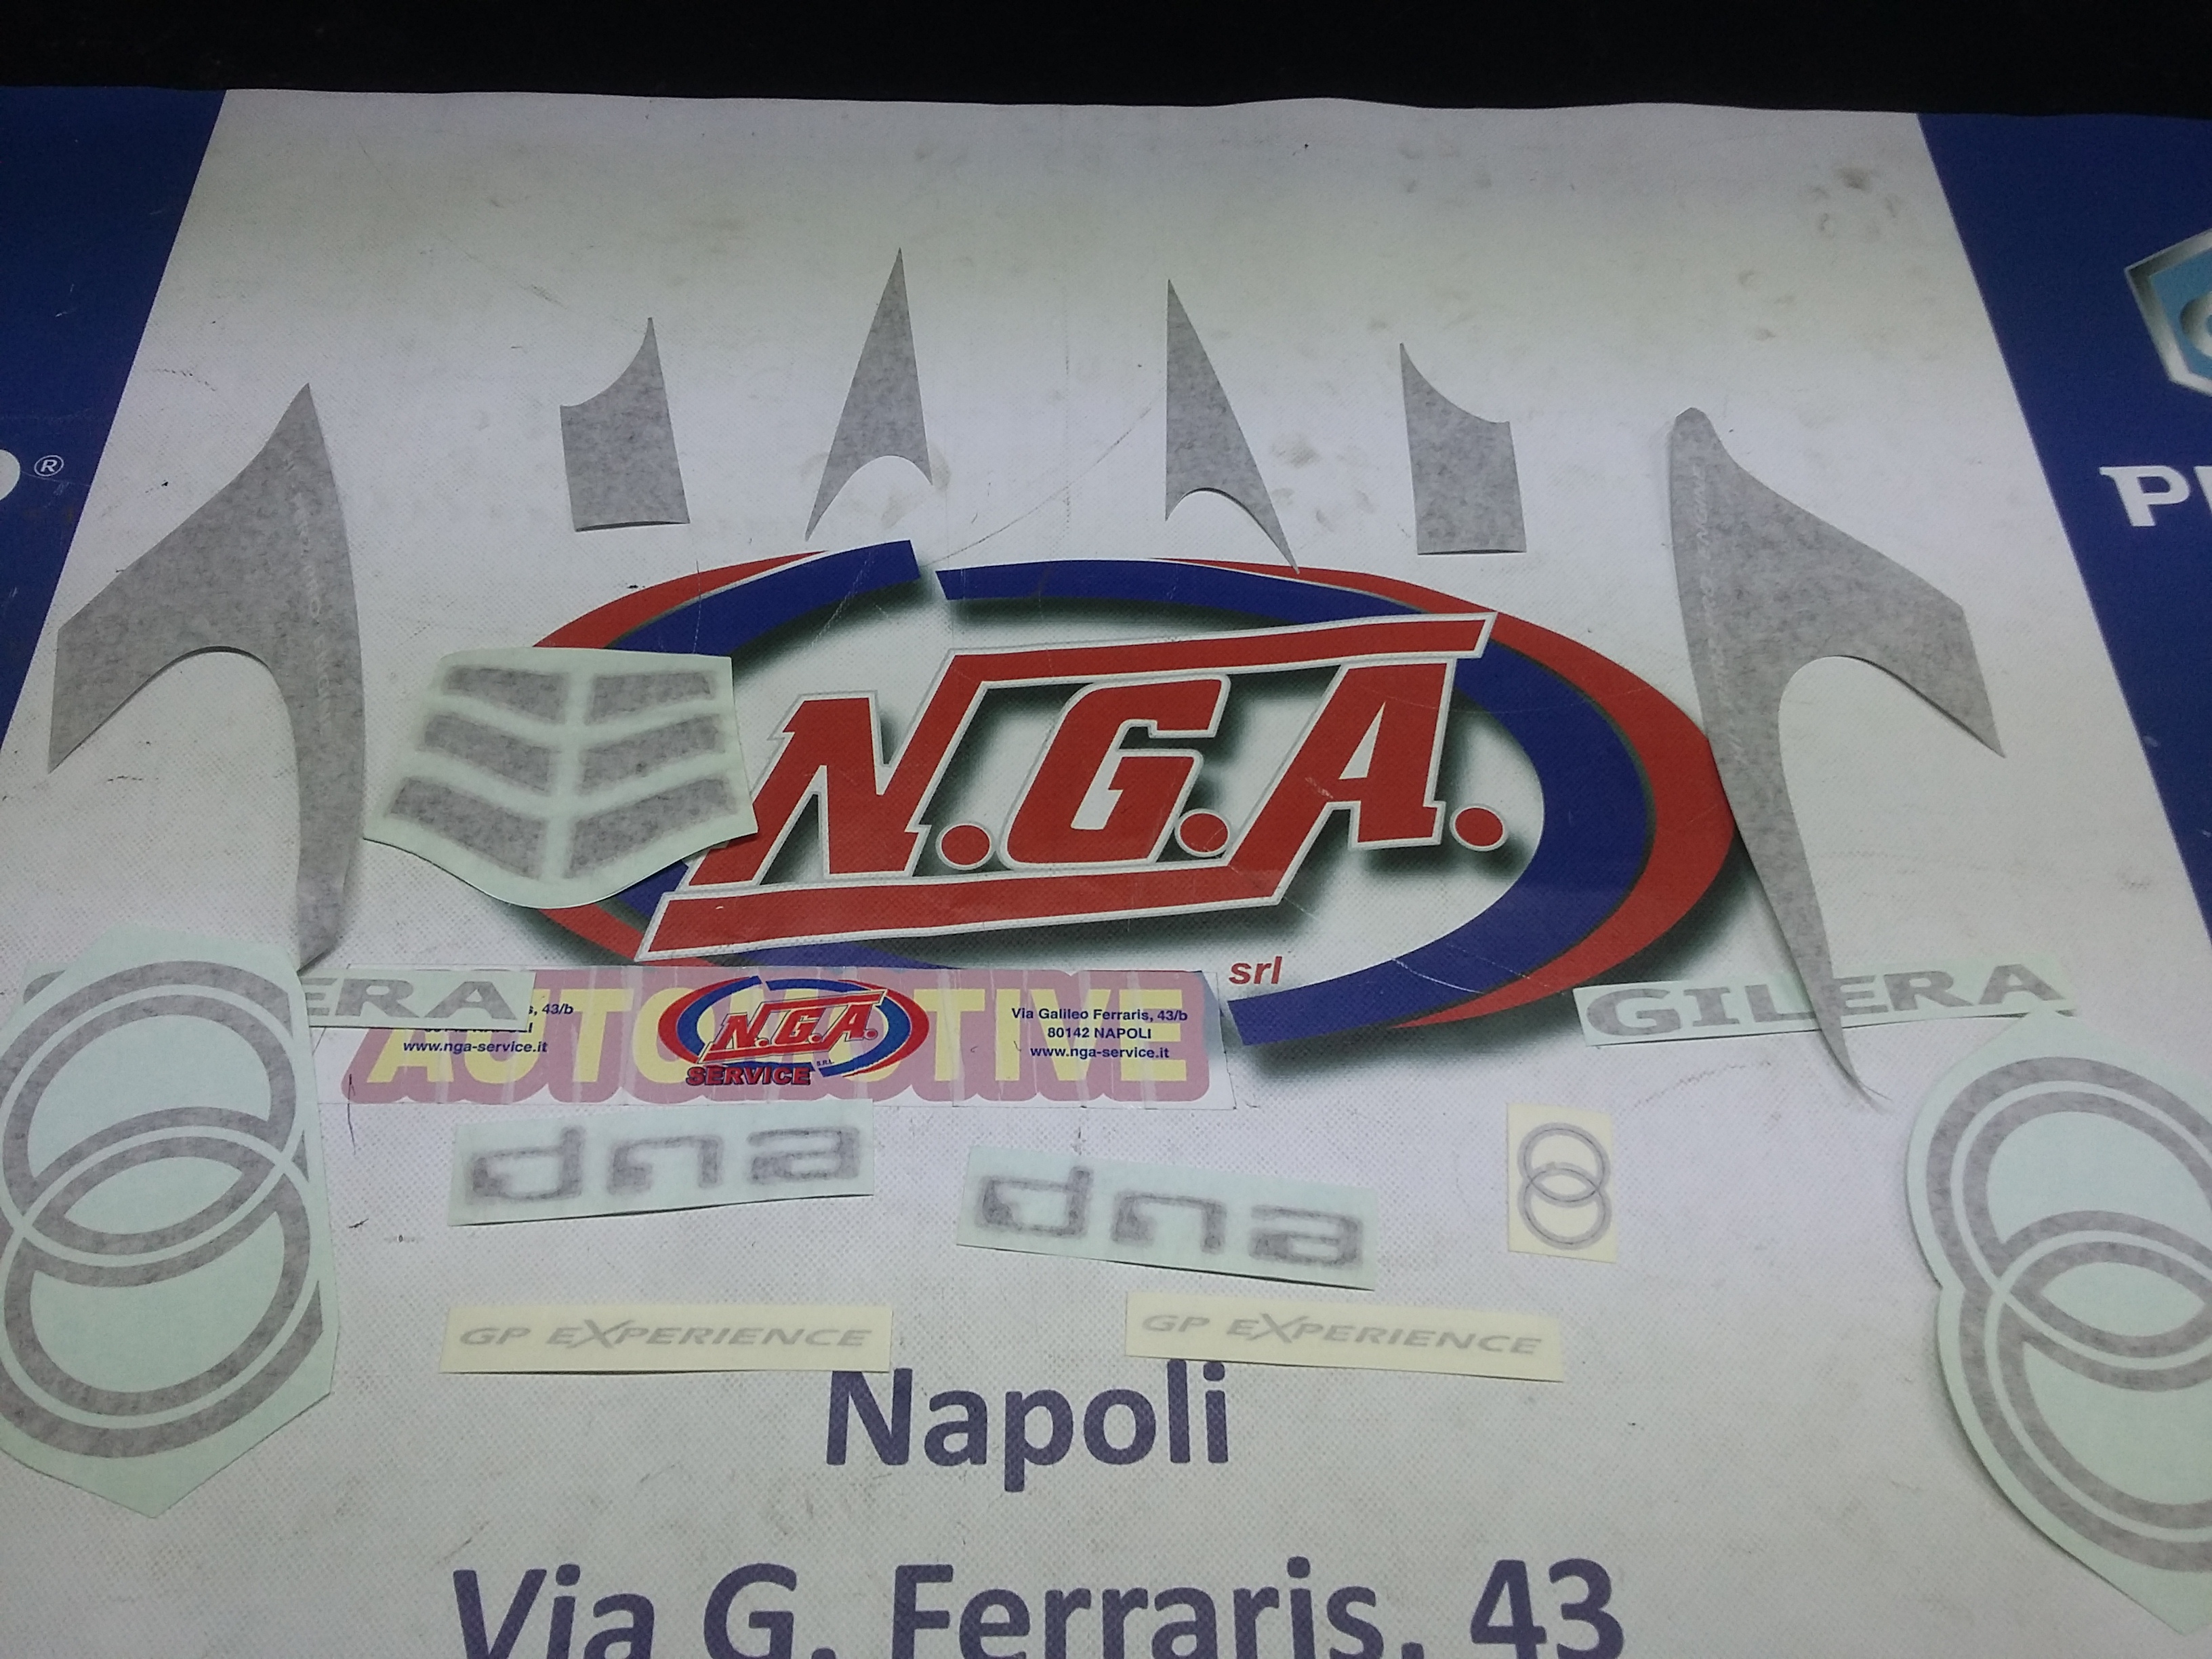 ®
N.G.A.
srl
ERA
GILERA
AUTOMOTIVE
s, 43/b
www.nga-service.it
N.G.A.
S.R.L.
SERVICE
Via Galileo Ferraris, 43/b
80142 NAPOLI
www.nga-service.it
dna
dna
GP EXPERIENCE
GP EXPERIENCE
Napoli
Via G. Ferraris, 43